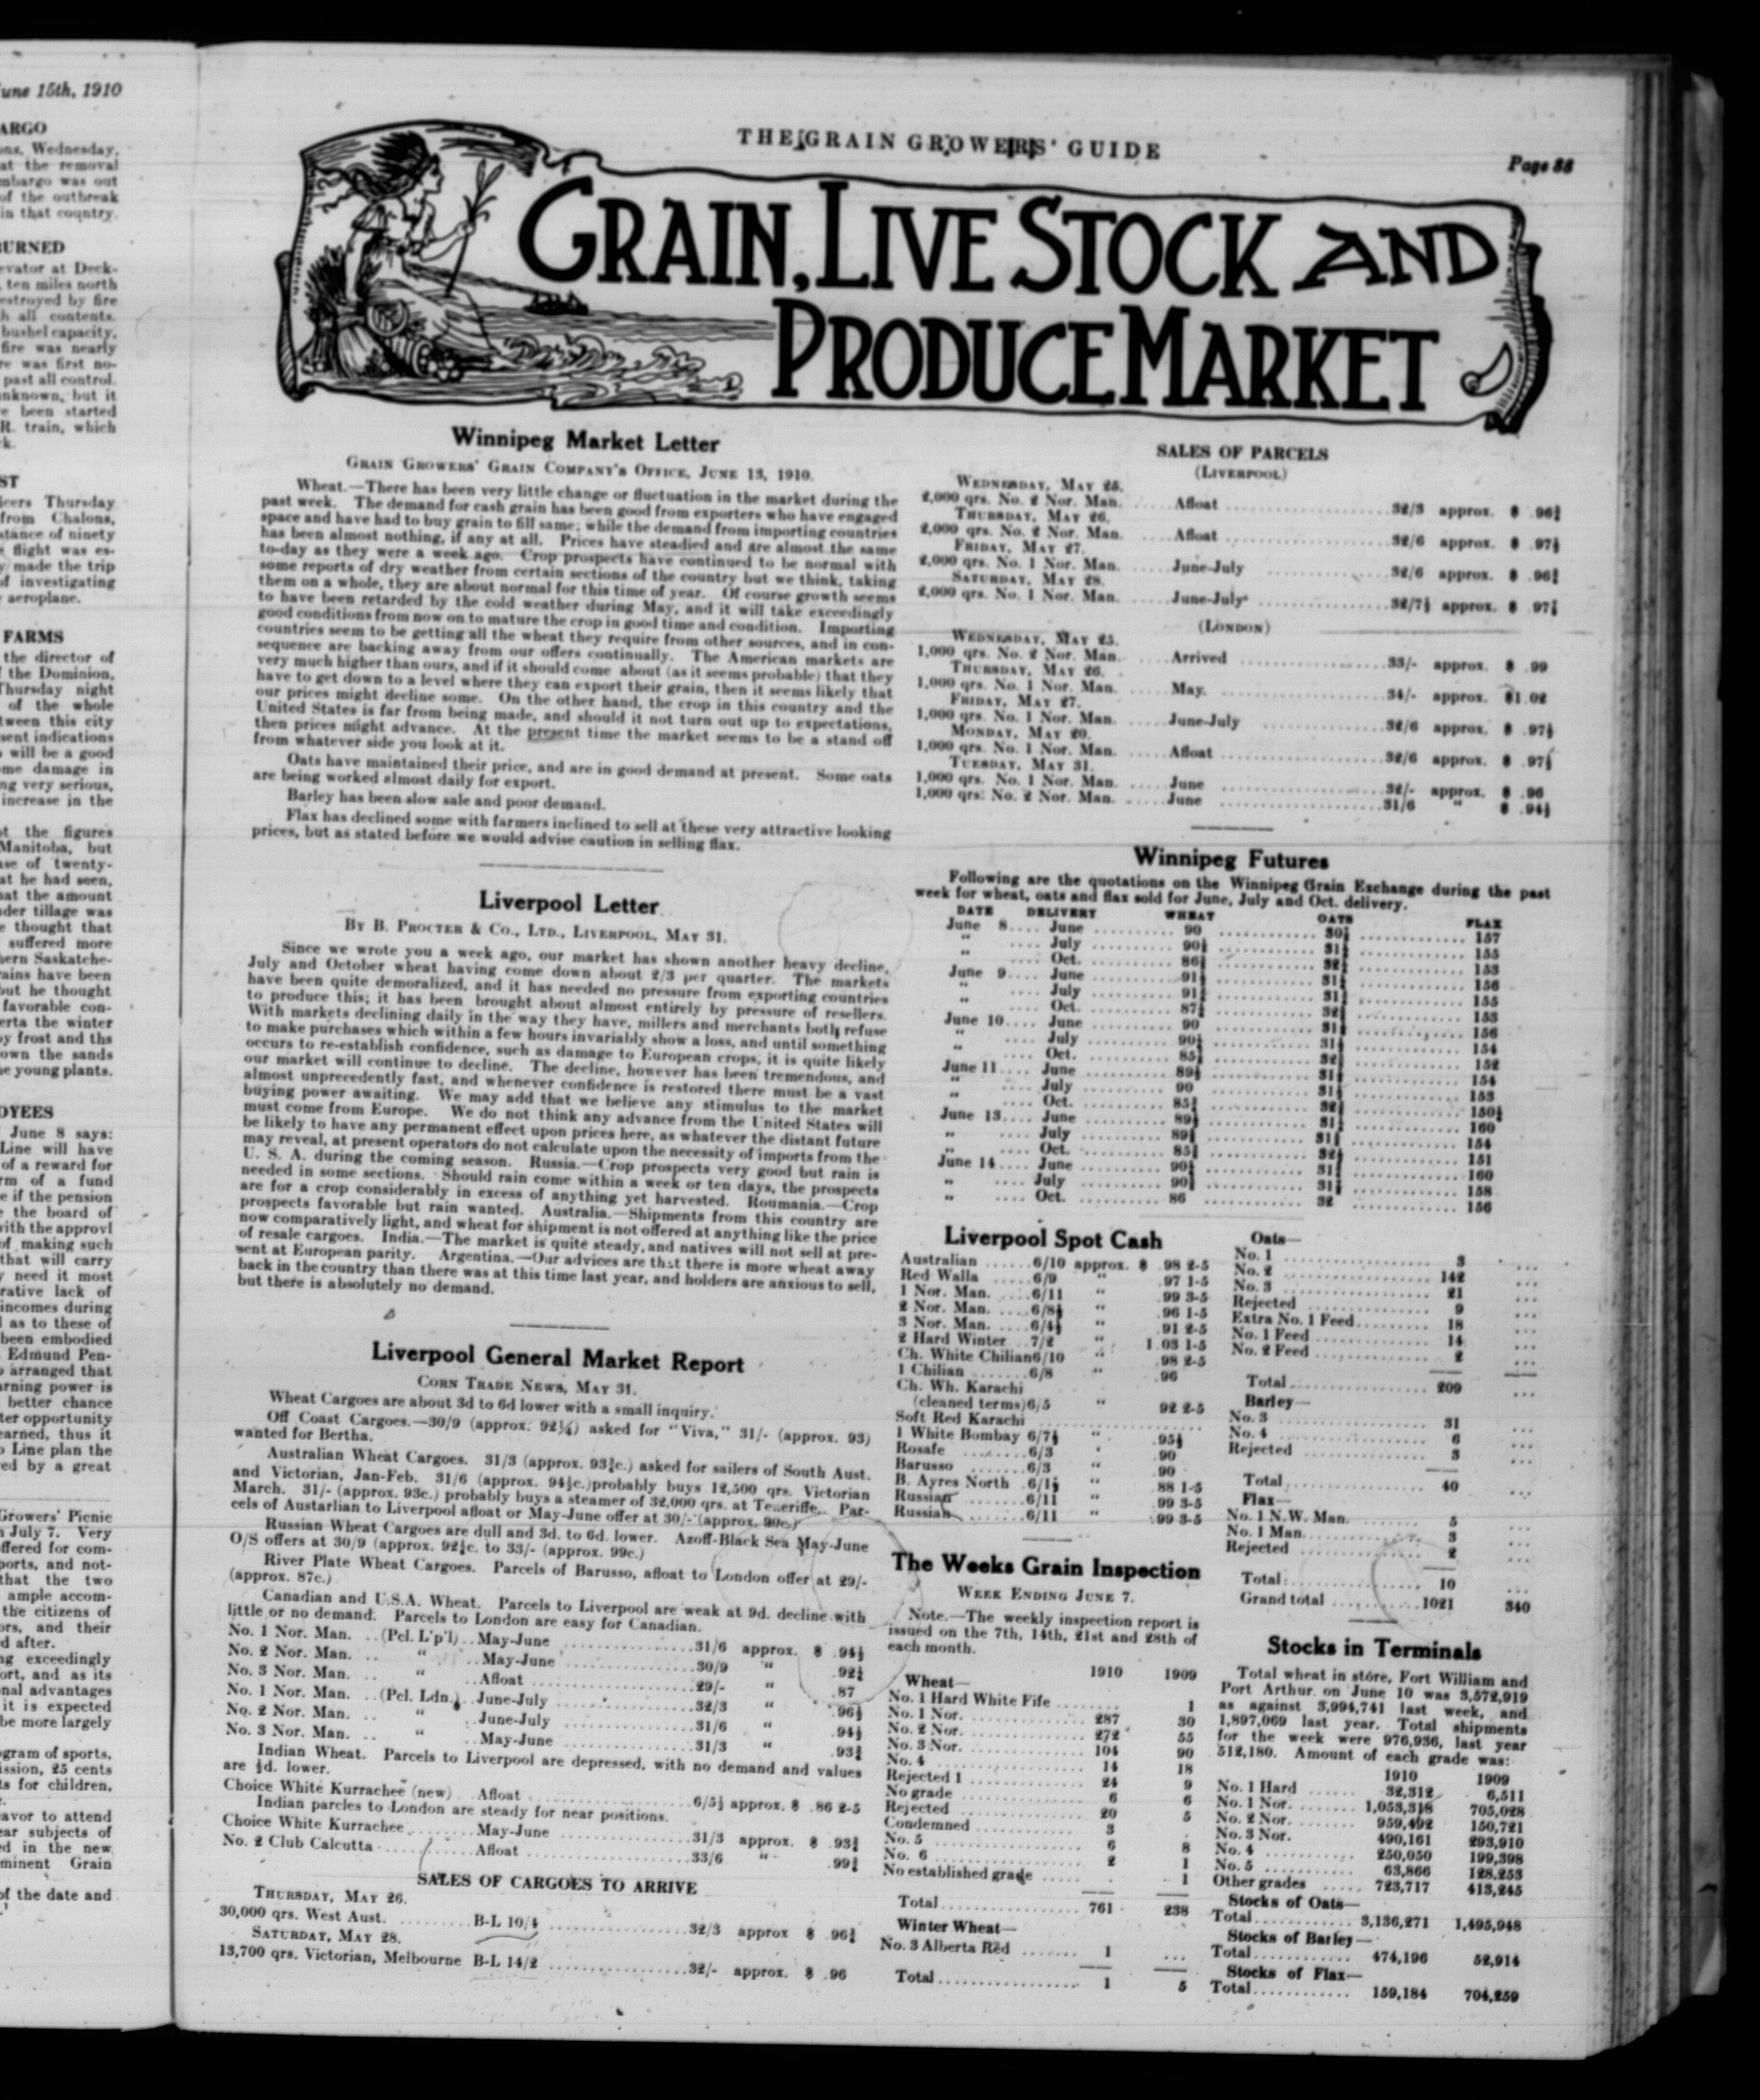 June 15th, 1910
THE GRAIN GROWERS' GUIDE
GRAIN, LIVE STOCK AND
PRODUCE MARKET
Winnipeg Market Letter
GRAIN GROWERS' GRAIN COMPANY'S OFFICE, JUNE 13, 1910.
Wheat.—There has been very little change or fluctuation in the market during the
past week. The demand for cash grain has been good from exporters who have engaged
space and have had to buy grain to fill same; while the demand from importing countries
has been almost nothing, if any at all. Prices have steadied and are almost the same
to-day as they were a week ago. Crop prospects have continued to be normal with
some reports of dry weather from certain sections of the country but we think, taking
them on a whole, they are about normal for this time of year. Of course growth seems
to have been retarded by the cold weather during May, and it will take exceedingly
good conditions from now on to mature the crop in good time and condition. Importing
countries seem to be getting all the wheat they require from other sources, and in con-
sequence are backing away from our offers continually. The American markets are
very much higher than ours, and if it should come about (as it seems probable) that they
have to get down to a level where they can export their grain, then it seems likely that
our prices might decline some. On the other hand, the crop in this country and the
United States is far from being made, and should it not turn out up to expectations,
then prices might advance. At the present time the market seems to be a stand off
from whatever side you look at it.
Oats have maintained their price, and are in good demand at present. Some oats
are being worked almost daily for export.
Barley has been slow sale and poor demand.
Flax has declined some with farmers inclined to sell at these very attractive looking
prices, but as stated before we would advise caution in selling flax.
Liverpool Letter
BY B. PROCTER & CO., LTD., LIVERPOOL, MAY 31.
Since we wrote you a week ago, our market has shown another heavy decline,
July and October wheat having come down about 2/3 per quarter. The markets
have been quite demoralized, and it has needed no pressure from exporting countries
to produce this; it has been brought about almost entirely by pressure of resellers.
With markets declining daily in the way they have, millers and merchants both refuse
to make purchases which within a few hours invariably show a loss, and until something
occurs to re-establish confidence, such as damage to European crops, it is quite likely
our market will continue to decline. The decline, however has been tremendous, and
almost unprecedently fast, and whenever confidence is restored there must be a vast
buying power awaiting. We may add that we believe any stimulus to the market
must come from Europe. We do not think any advance from the United States will
be likely to have any permanent effect upon prices here, as whatever the distant future
may reveal, at present operators do not calculate upon the necessity of imports from the
U. S. A. during the coming season. Russia.—Crop prospects very good but rain is
needed in some sections. Should rain come within a week or ten days, the prospects
are for a crop considerably in excess of anything yet harvested. Roumania.—Crop
prospects favorable but rain wanted. Australia.—Shipments from this country are
now comparatively light, and wheat for shipment is not offered at anything like the price
of resale cargoes. India.—The market is quite steady, and natives will not sell at pre-
sent at European parity. Argentina.—Our advices are that there is more wheat away
back in the country than there was at this time last year, and holders are anxious to sell,
but there is absolutely no demand.
Liverpool General Market Report
CORN TRADE NEWS, MAY 31.
Wheat Cargoes are about 3d to 6d lower with a small inquiry.
Off Coast Cargoes.—30/9 (approx. 92¼) asked for "Viva," 31/- (approx. 93)
wanted for Bertha.
Australian Wheat Cargoes. 31/3 (approx. 93¾c.) asked for sailers of South Aust.
and Victorian, Jan-Feb. 31/6 (approx. 94½c.) probably buys 12,500 qrs. Victorian
March. 31/- (approx. 93c.) probably buys a steamer of 32,000 qrs. at Teneriffe. Par-
cels of Austarlian to Liverpool afloat or May-June offer at 30/- (approx. 90c.)
Russian Wheat Cargoes are dull and 3d. to 6d. lower. Azoff-Black Sea May-June
O/S offers at 30/9 (approx. 92¼c. to 33/- (approx. 99c.)
River Plate Wheat Cargoes. Parcels of Barusso, afloat to London offer at 29/-
(approx. 87c.)
Canadian and U.S.A. Wheat. Parcels to Liverpool are weak at 9d. decline with
little or no demand. Parcels to London are easy for Canadian.
No. 1 Nor. Man. ..(Pcl. L'p'l)..May-June ....31/6 approx. $ .94½
No. 2 Nor. Man. .. " ..May-June ....30/9 " .92¼
No. 3 Nor. Man. .. " ..Afloat ....29/- " .87
No. 1 Nor. Man. ..(Pcl. Ldn.)..June-July ....32/3 " .96¾
No. 2 Nor. Man. .. " ..June-July ....31/6 " .94½
No. 3 Nor. Man. .. " ..May-June ....31/3 " .93¾
Indian Wheat. Parcels to Liverpool are depressed, with no demand and values
are ½d. lower.
Choice White Kurrachee (new) ..Afloat ....6/5½ approx. $ .86 2-5
Indian parcles to London are steady for near positions.
Choice White Kurrachee ....May-June ....31/3 approx. $ .93¾
No. 2 Club Calcutta ....Afloat ....33/6 " .99¾
SALES OF CARGOES TO ARRIVE
THURSDAY, MAY 26.
30,000 qrs. West Aust. ....B-L 10/4 ....32/3 approx $ .96¾
SATURDAY, MAY 28.
13,700 qrs. Victorian, Melbourne B-L 14/2 ....32/- approx. $ .96
SALES OF PARCELS
(LIVERPOOL)
WEDNESDAY, MAY 25.
2,000 qrs. No. 2 Nor. Man. ....Afloat ....32/3 approx. $ .96¾
THURSDAY, MAY 26.
2,000 qrs. No. 2 Nor. Man. ....Afloat ....32/6 approx. $ .97½
FRIDAY, MAY 27.
2,000 qrs. No. 1 Nor. Man. ....June-July ....32/6 approx. $ .96¾
SATURDAY, MAY 28.
2,000 qrs. No. 1 Nor. Man. ....June-July ....32/7½ approx. $ .97⅞
(LONDON)
WEDNESDAY, MAY 25.
1,000 qrs. No. 2 Nor. Man. ....Arrived ....33/- approx. $ .99
THURSDAY, MAY 26.
1,000 qrs. No. 1 Nor. Man. ....May. ....34/- approx. $1.02
FRIDAY, MAY 27.
1,000 qrs. No. 1 Nor. Man. ....June-July ....32/6 approx. $ .97½
MONDAY, MAY 20.
1,000 qrs. No. 1 Nor. Man. ....Afloat ....32/6 approx. $ .97½
TUESDAY, MAY 31.
1,000 qrs. No. 1 Nor. Man. ....June ....32/- approx. $ .96
1,000 qrs. No. 2 Nor. Man. ....June ....31/6 " $ .94½
Winnipeg Futures
Following are the quotations on the Winnipeg Grain Exchange during the past
week for wheat, oats and flax sold for June, July and Oct. delivery.
DATE DELIVERY WHEAT OATS FLAX
June 8.... June .... 90 .... 157
" .... July .... 155
" .... Oct. .... 153
June 9.... June .... 156
" .... July .... 155
" .... Oct. .... 153
June 10.... June .... 90 .... 156
" .... July .... 154
" .... Oct. .... 152
June 11.... June .... 154
" .... July .... 90 .... 153
" .... Oct. .... 150½
June 13.... June .... 160
" .... July .... 154
" .... Oct. .... 151
June 14.... June .... 160
" .... July .... 158
" .... Oct. .... 86 .... 32 .... 156
Liverpool Spot Cash
Australian ......6/10 approx. $ .98 2-5
Red Walla ......6/9 " .97 1-5
1 Nor. Man. ....6/11 " .99 3-5
2 Nor. Man. ....6/8½ " .96 1-5
3 Nor. Man. ....6/4½ " .91 2-5
2 Hard Winter ..7/2 " 1.03 1-5
Ch. White Chilian6/10 " .98 2-5
1 Chilian .......6/8 " .96
Ch. Wh. Karachi
(cleaned terms)6/5 " .92 2-5
Soft Red Karachi ....
1 White Bombay 6/7½ " .95½
Rosafe .......6/3 " .90
Barusso .......6/3 " .90
B. Ayres North .6/1½ " .88 1-5
Russian .......6/11 " .99 3-5
Russian .......6/11 " .99 3-5
The Weeks Grain Inspection
WEEK ENDING JUNE 7.
Note.—The weekly inspection report is
issued on the 7th, 14th, 21st and 28th of
each month.
1910 1909
Wheat—
No. 1 Hard White Fife ........ 1
No. 1 Nor. .... 287 30
No. 2 Nor. .... 272 55
No. 3 Nor. .... 104 90
No. 4 .... 14 18
Rejected 1 .... 24 9
No grade .... 6 6
Rejected .... 20 5
Condemned .... 3 .
No. 5 .... 6 8
No. 6 .... 2 1
No established grade ..... . 1
Total .... 761 238
Winter Wheat—
No. 3 Alberta Red ....... 1 ...
Total .... 1 5
Oats—
No. 1 .... 3 ...
No. 2 .... 142 ...
No. 3 .... 21 ...
Rejected .... 9 ...
Extra No. 1 Feed .... 18 ...
No. 1 Feed .... 14 ...
No. 2 Feed .... 2 ...
Total .... 209 ...
Barley—
No. 3 .... 31 ...
No. 4 .... 6 ...
Rejected .... 3 ...
Total .... 40 ...
Flax—
No. 1 N.W. Man. .... 5 ...
No. 1 Man. .... 3 ...
Rejected .... 2 ...
Total .... 10 ...
Grand total ....1021 340
Stocks in Terminals
Total wheat in store, Fort William and
Port Arthur on June 10 was 3,572,919
as against 3,994,741 last week, and
1,897,069 last year. Total shipments
for the week were 976,936, last year
512,180. Amount of each grade was:
1910 1909
No. 1 Hard ...... 32,312 6,511
No. 1 Nor. ...... 1,053,318 705,028
No. 2 Nor. ...... 959,492 150,721
No. 3 Nor. 490,161 293,910
No. 4 .......... 250,050 199,398
No. 5 .......... 63,866 128,253
Other grades ..... 723,717 413,245
Stocks of Oats—
Total .......... 3,136,271 1,495,948
Stocks of Barley—
Total .......... 474,196 52,914
Stocks of Flax—
Total .......... 159,184 704,259